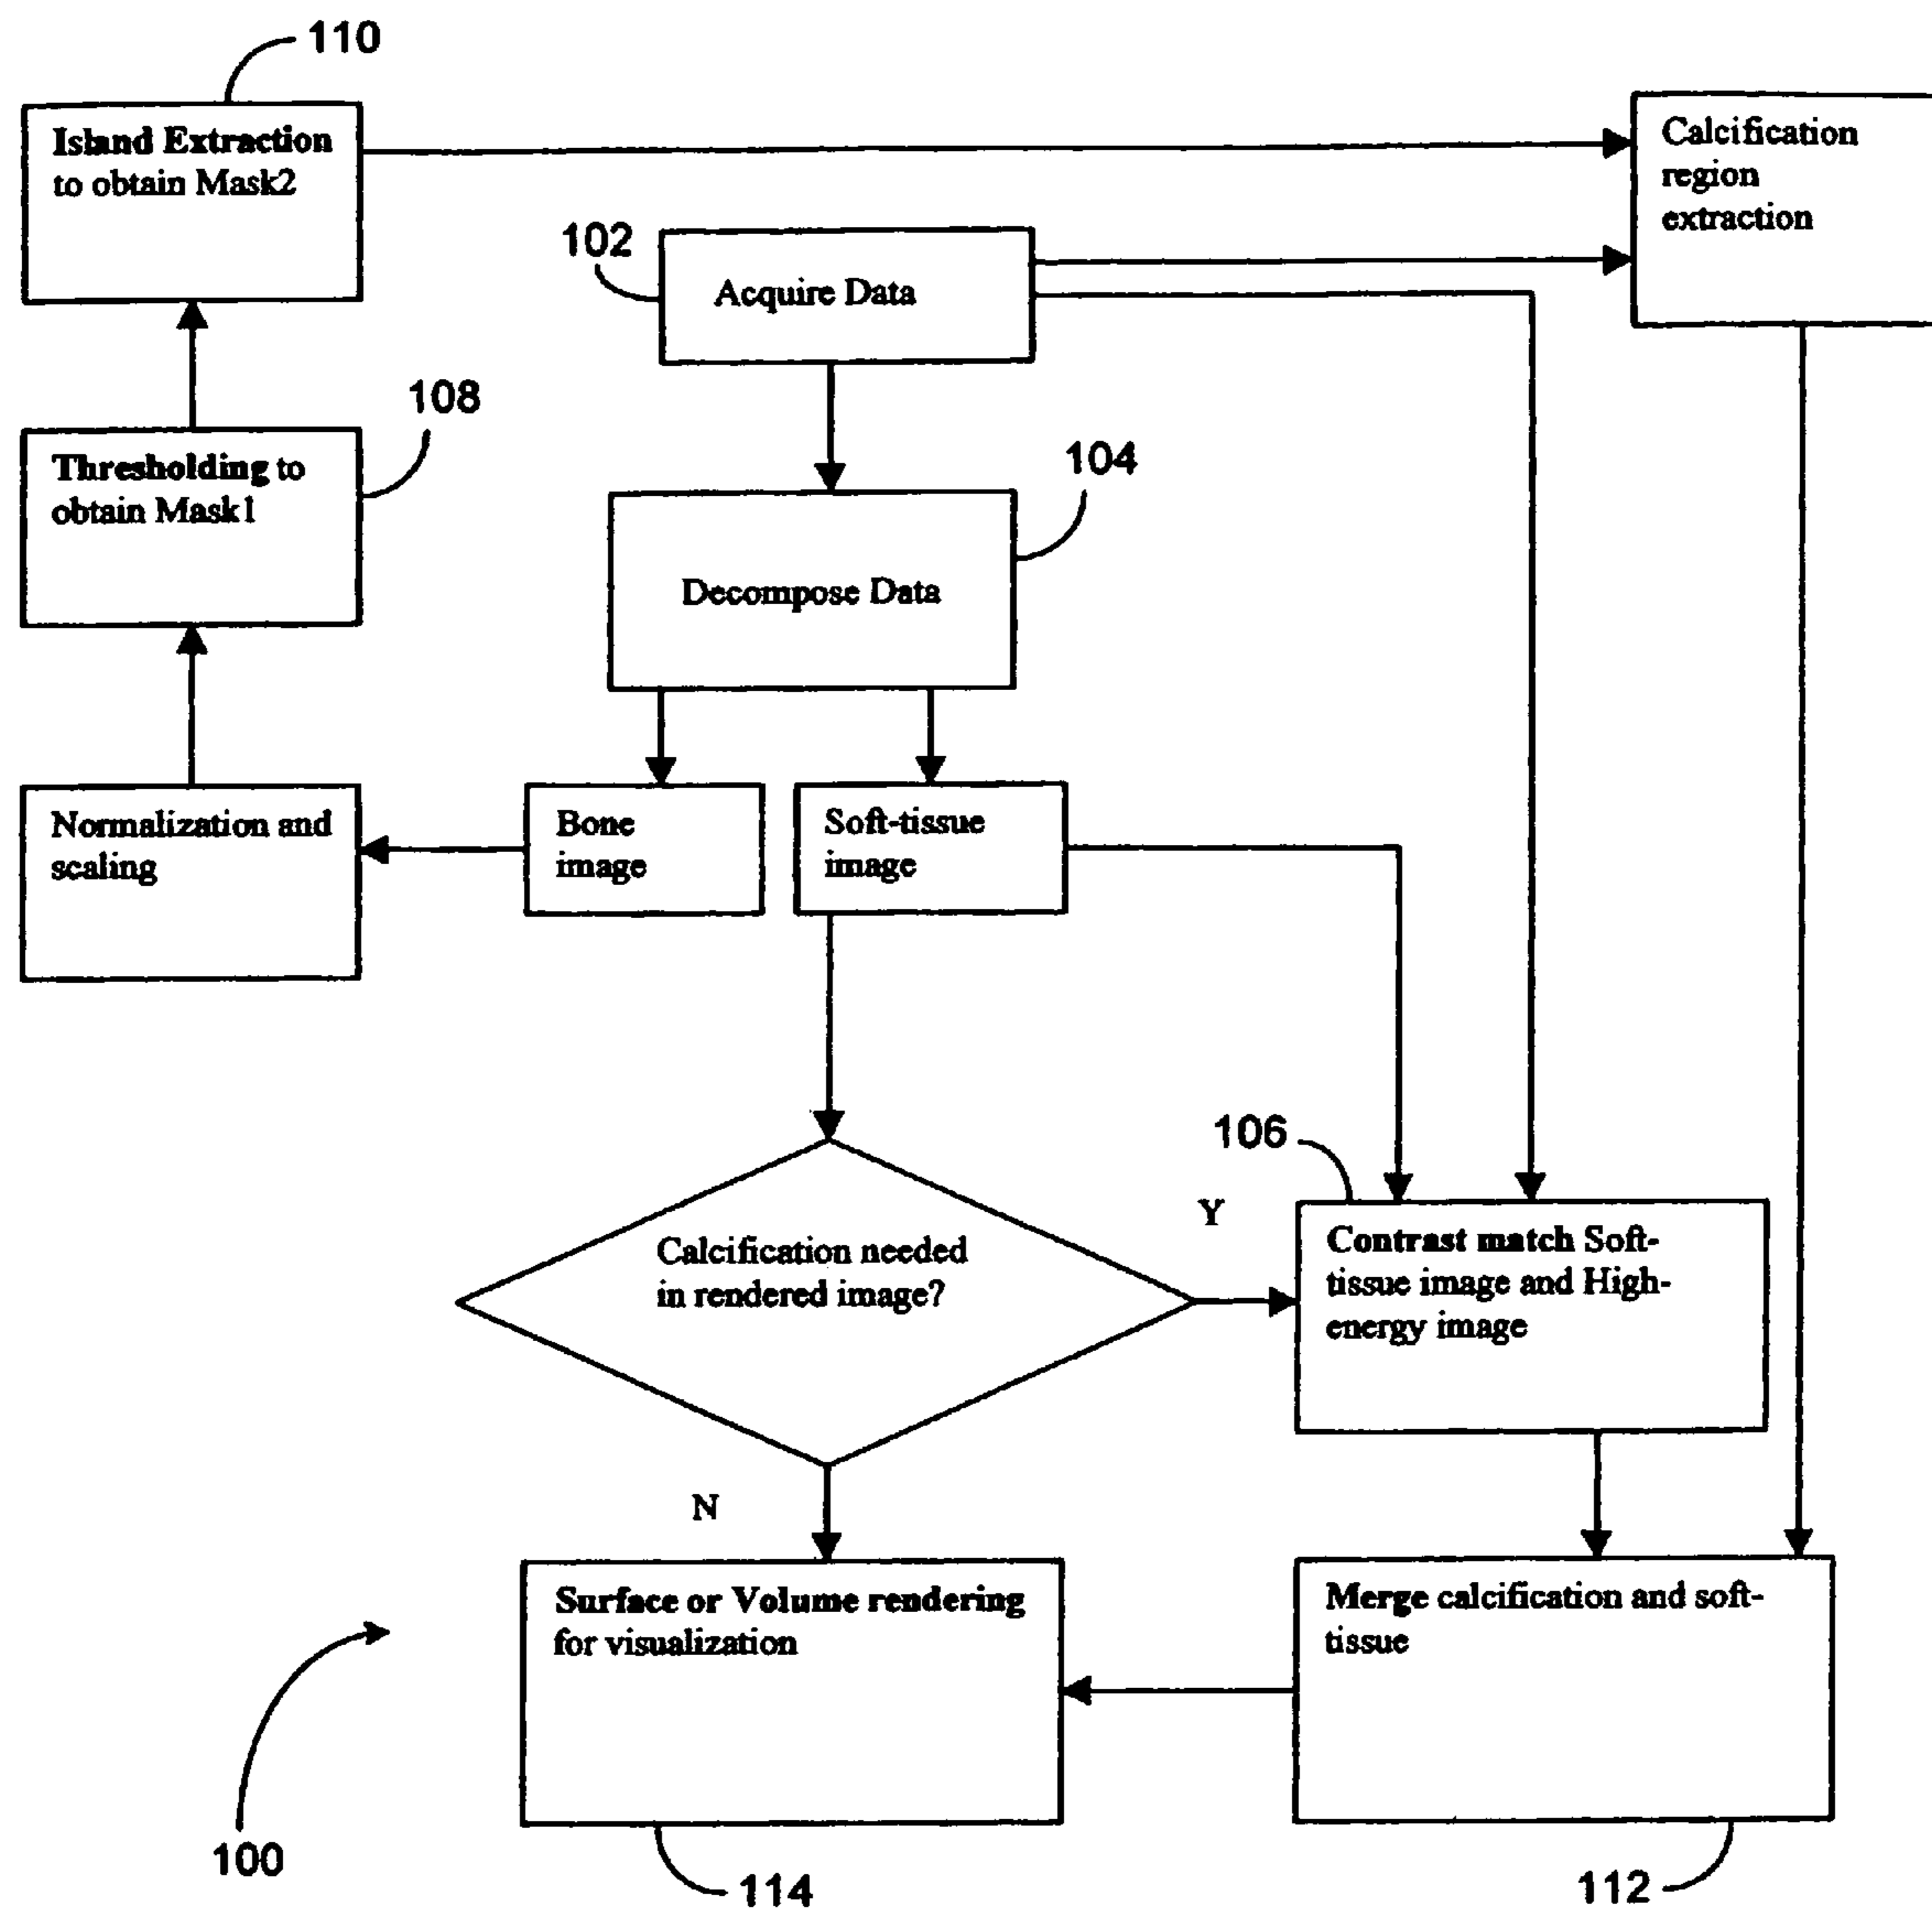 110
Island Extraction
to obtain Mask2
Calcification
region
extraction
102
Acquire Data
108
Thresholding to
obtain Mask1
104
Decompose Data
Normalization and
scaling
Bone
image
Soft-tissue
image
106
Y
Calcification needed
in rendered image?
Contrast match Soft-
tissue image and High-
energy image
N
Surface or Volume rendering
for visualization
Merge calcification and soft-
tissue
100
114
112